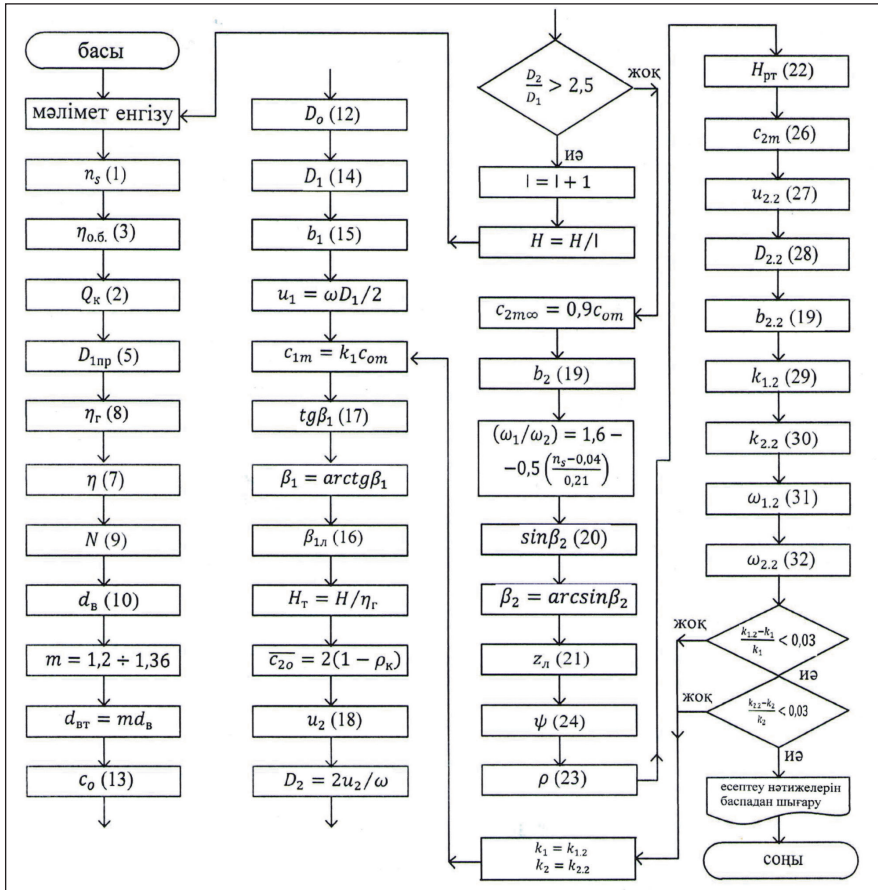 басы
мәлімет енгізу
n_s (1)
η_о.б. (3)
Q_к (2)
D_1пр (5)
η_г (8)
η (7)
N (9)
d_в (10)
m = 1,2 ÷ 1,36
d_вт = md_в
c_o (13)
D_o (12)
D_1 (14)
b_1 (15)
u_1 = ωD_1/2
c_1m = k_1c_om
tgβ_1 (17)
β_1 = arctgβ_1
β_1л (16)
H_т = H/η_г
c̅_2o = 2(1 − ρ_к)
u_2 (18)
D_2 = 2u_2/ω
D_2/D_1 > 2,5
жоқ
иә
I = I + 1
H = H/I
c_2m∞ = 0,9c_om
b_2 (19)
(ω_1/ω_2) = 1,6 −
−0,5 ((n_s−0,04)/0,21)
sinβ_2 (20)
β_2 = arcsinβ_2
z_л (21)
ψ (24)
ρ (23)
k_1 = k_1.2
k_2 = k_2.2
H_рт (22)
c_2m (26)
u_2.2 (27)
D_2.2 (28)
b_2.2 (19)
k_1.2 (29)
k_2.2 (30)
ω_1.2 (31)
ω_2.2 (32)
жоқ
(k_1.2−k_1)/k_1 < 0,03
иә
жоқ
(k_2.2−k_2)/k_2 < 0,03
иә
есептеу нәтижелерін
баспадан шығару
соңы